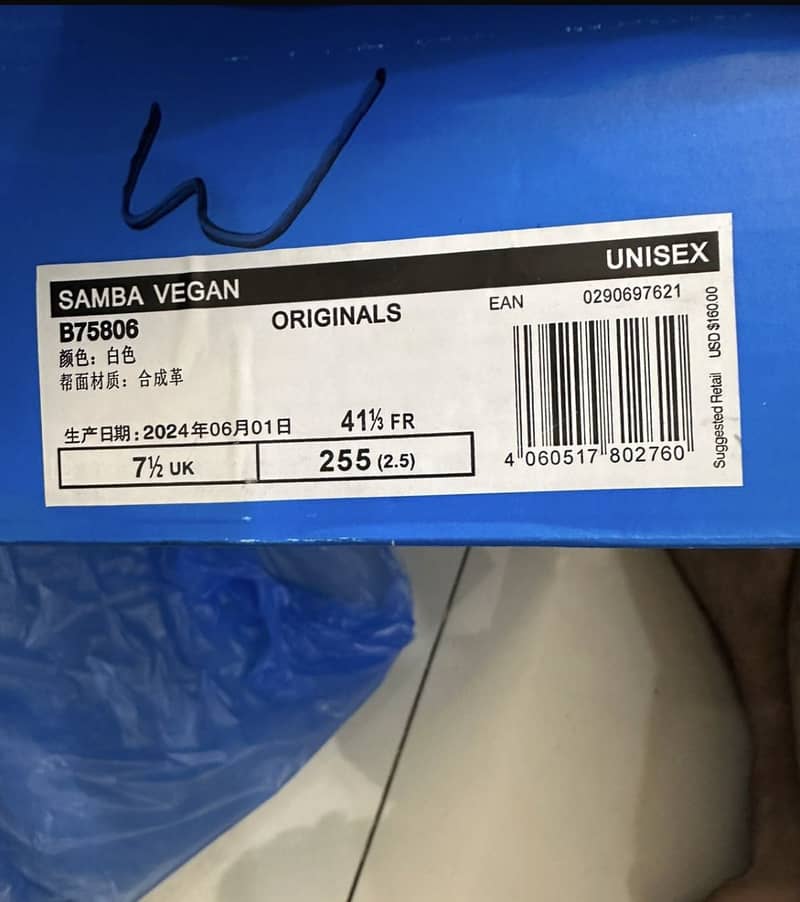 W
SAMBA VEGAN
UNISEX
B75806
ORIGINALS
EAN
0290697621
颜色：白色
帮面材质：合成革
生产日期:2024年06月01日
41⅓ FR
7½ UK
255 (2.5)
4 060517 802760
Suggested Retail USD $160.00